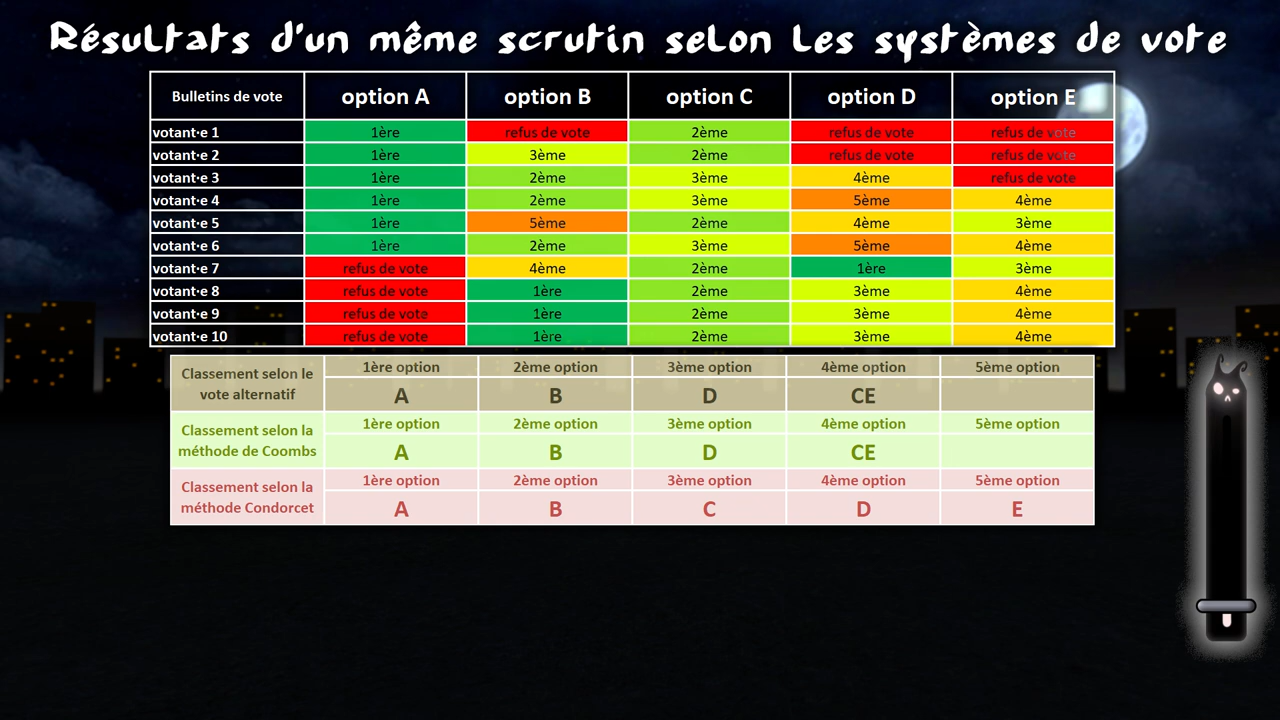 Résultats d'un même scrutin selon les systèmes de vote
Bulletins de vote option A option B option C option D option E
votant·e 1 1ère refus de vote 2ème refus de vote refus de vote
votant·e 2 1ère 3ème 2ème refus de vote refus de vote
votant·e 3 1ère 2ème 3ème 4ème refus de vote
votant·e 4 1ère 2ème 3ème 5ème 4ème
votant·e 5 1ère 5ème 2ème 4ème 3ème
votant·e 6 1ère 2ème 3ème 5ème 4ème
votant·e 7 refus de vote 4ème 2ème 1ère 3ème
votant·e 8 refus de vote 1ère 2ème 3ème 4ème
votant·e 9 refus de vote 1ère 2ème 3ème 4ème
votant·e 10 refus de vote 1ère 2ème 3ème 4ème
Classement selon le
vote alternatif
1ère option 2ème option 3ème option 4ème option 5ème option
A B D CE
Classement selon la
méthode de Coombs
1ère option 2ème option 3ème option 4ème option 5ème option
A B D CE
Classement selon la
méthode Condorcet
1ère option 2ème option 3ème option 4ème option 5ème option
A B C D E